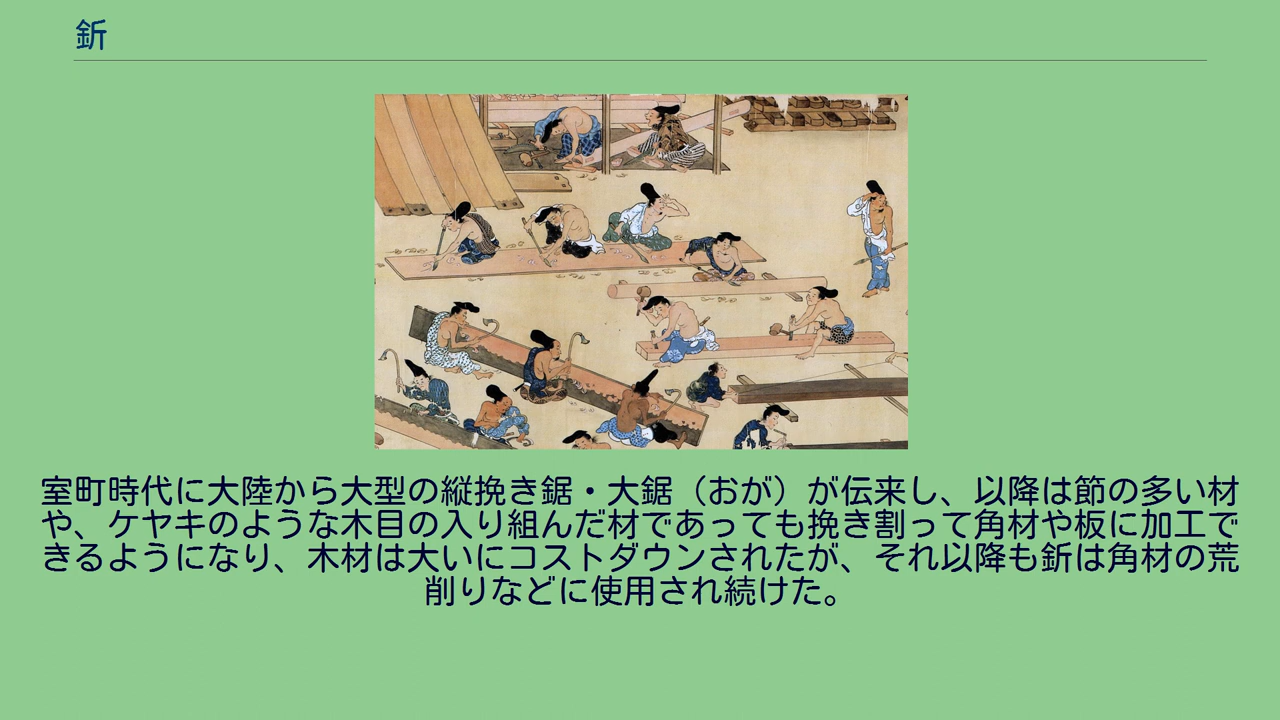 釿
室町時代に大陸から大型の縦挽き鋸・大鋸（おが）が伝来し、以降は節の多い材
や、ケヤキのような木目の入り組んだ材であっても挽き割って角材や板に加工で
きるようになり、木材は大いにコストダウンされたが、それ以降も釿は角材の荒
削りなどに使用され続けた。